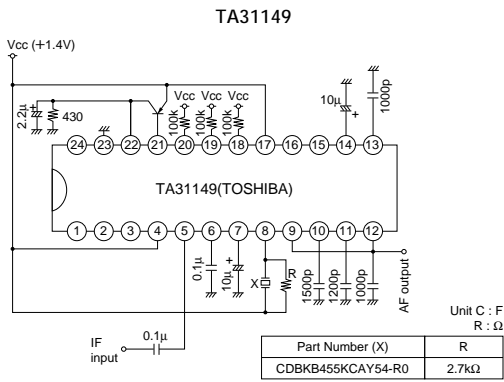 TA31149
Vcc (+1.4V)
2.2μ
+
430
Vcc Vcc Vcc
100k
100k
100k
10μ
+
1000p
24 23 22 21 20 19 18 17 16 15 14 13
TA31149(TOSHIBA)
1 2 3 4 5 6 7 8 9 10 11 12
0.1μ
10μ
+
X
R
1500p
1200p
1000p
AF output
IF
input
0.1μ
Unit C : F
R : Ω
Part Number (X) R
CDBKB455KCAY54-R0 2.7kΩ